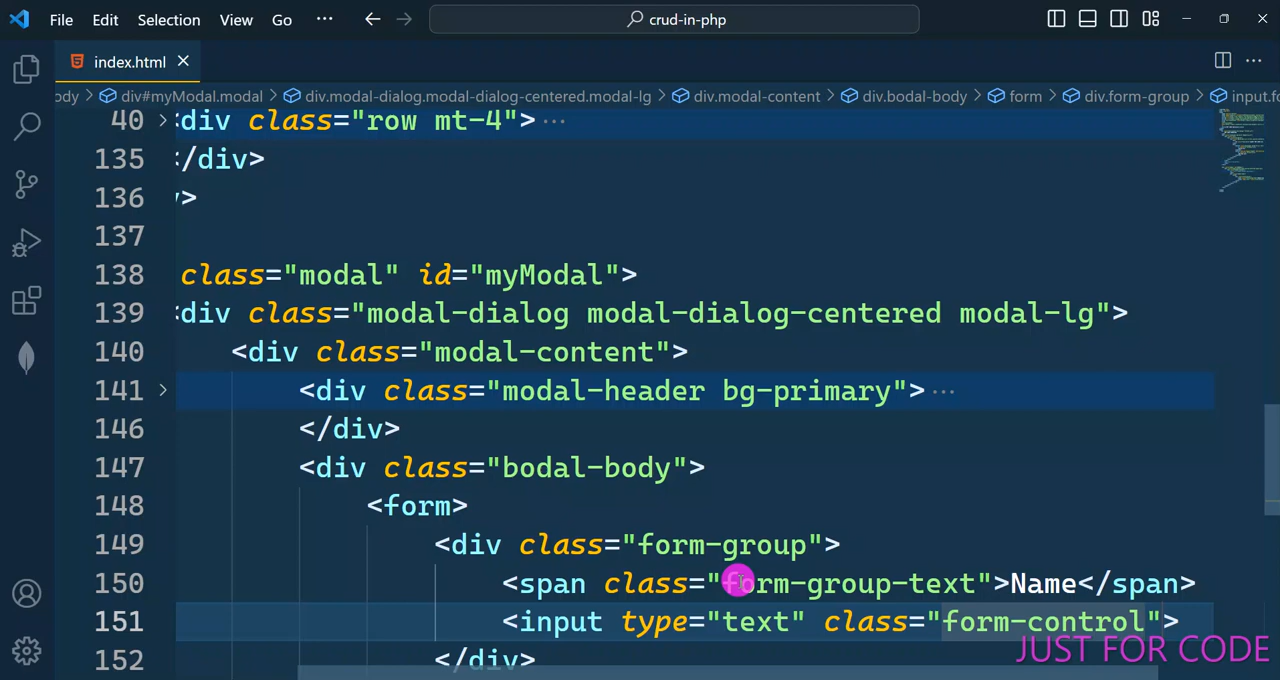 File Edit Selection View Go ··· crud-in-php
index.html
ody > div#myModal.modal > div.modal-dialog.modal-dialog-centered.modal-lg > div.modal-content > div.bodal-body > form > div.form-group > input.fo
40 <div class="row mt-4">···
135 </div>
136 >
137
138 class="modal" id="myModal">
139 <div class="modal-dialog modal-dialog-centered modal-lg">
140 <div class="modal-content">
141 <div class="modal-header bg-primary">···
146 </div>
147 <div class="bodal-body">
148 <form>
149 <div class="form-group">
150 <span class="form-group-text">Name</span>
151 <input type="text" class="form-control">
152 </div>
JUST FOR CODE